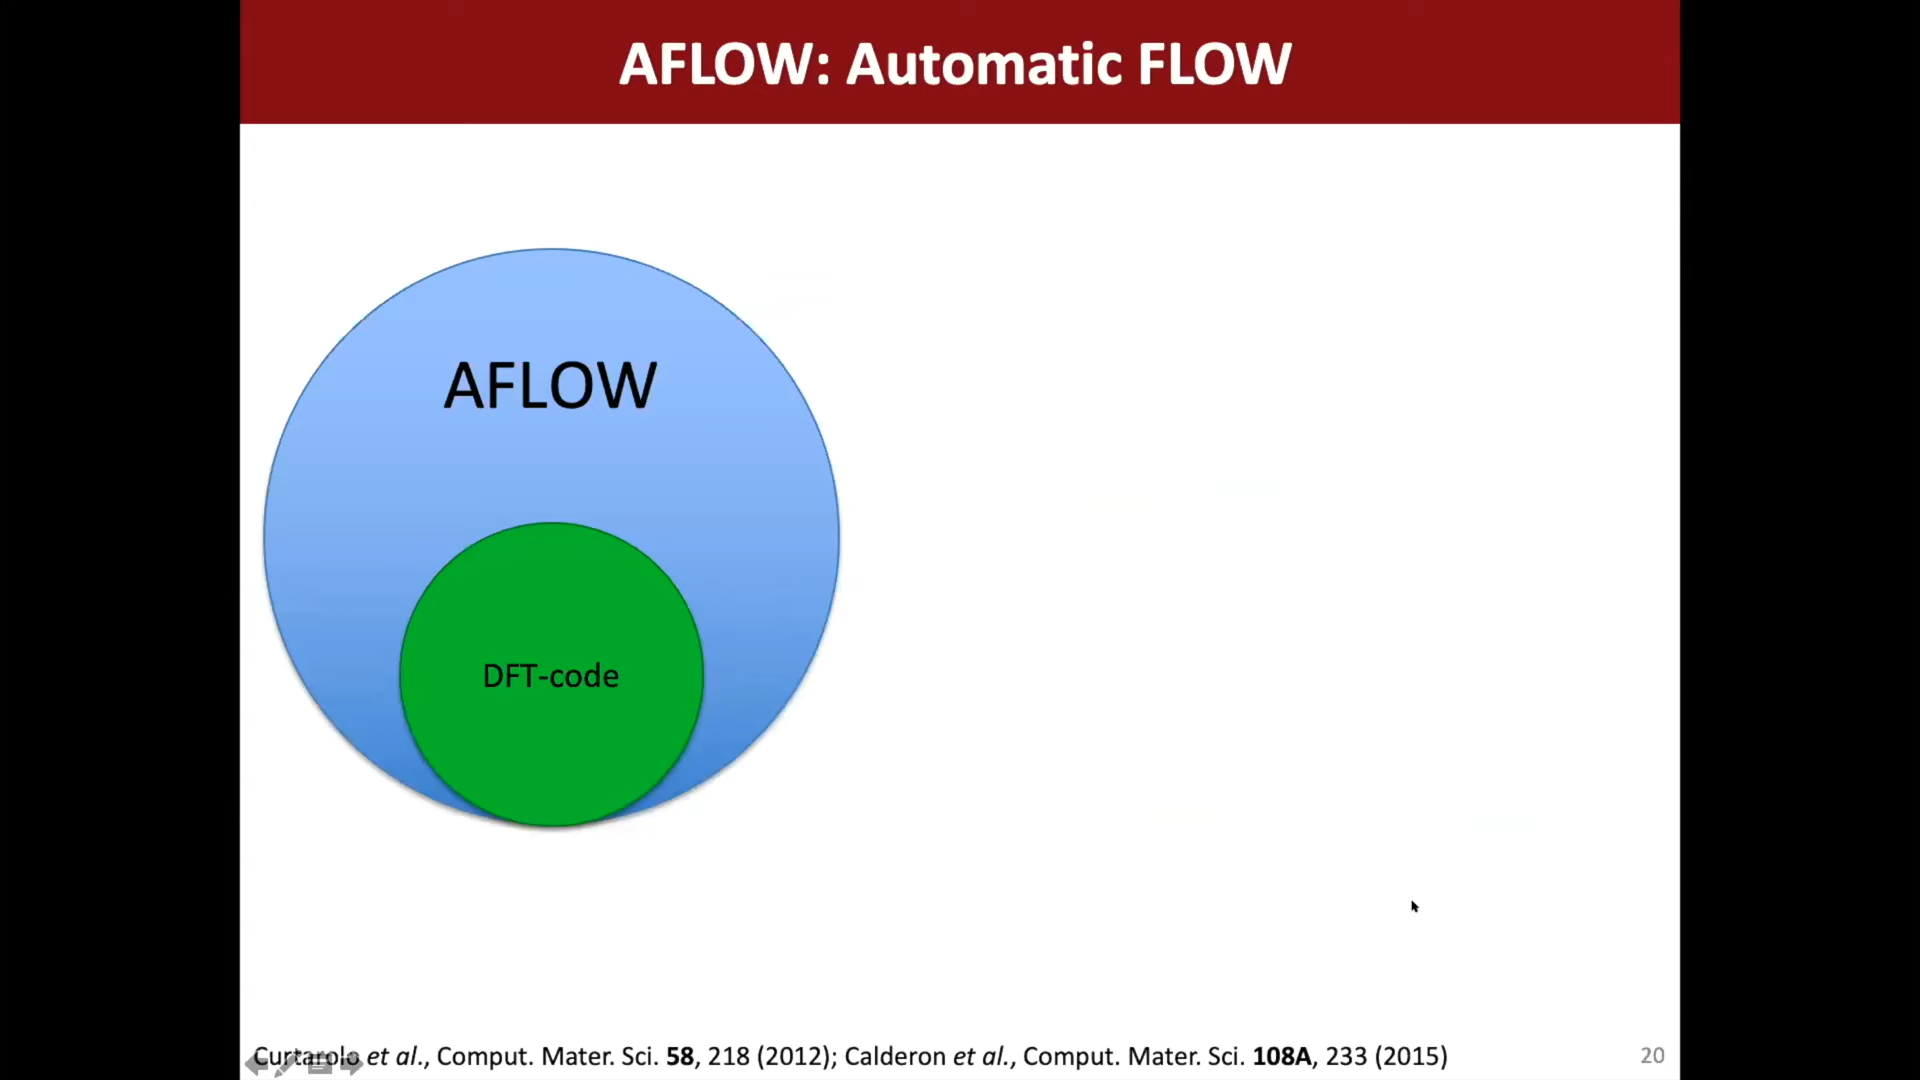 AFLOW: Automatic FLOW
AFLOW
DFT-code
Curtarolo et al., Comput. Mater. Sci. 58, 218 (2012); Calderon et al., Comput. Mater. Sci. 108A, 233 (2015)
20